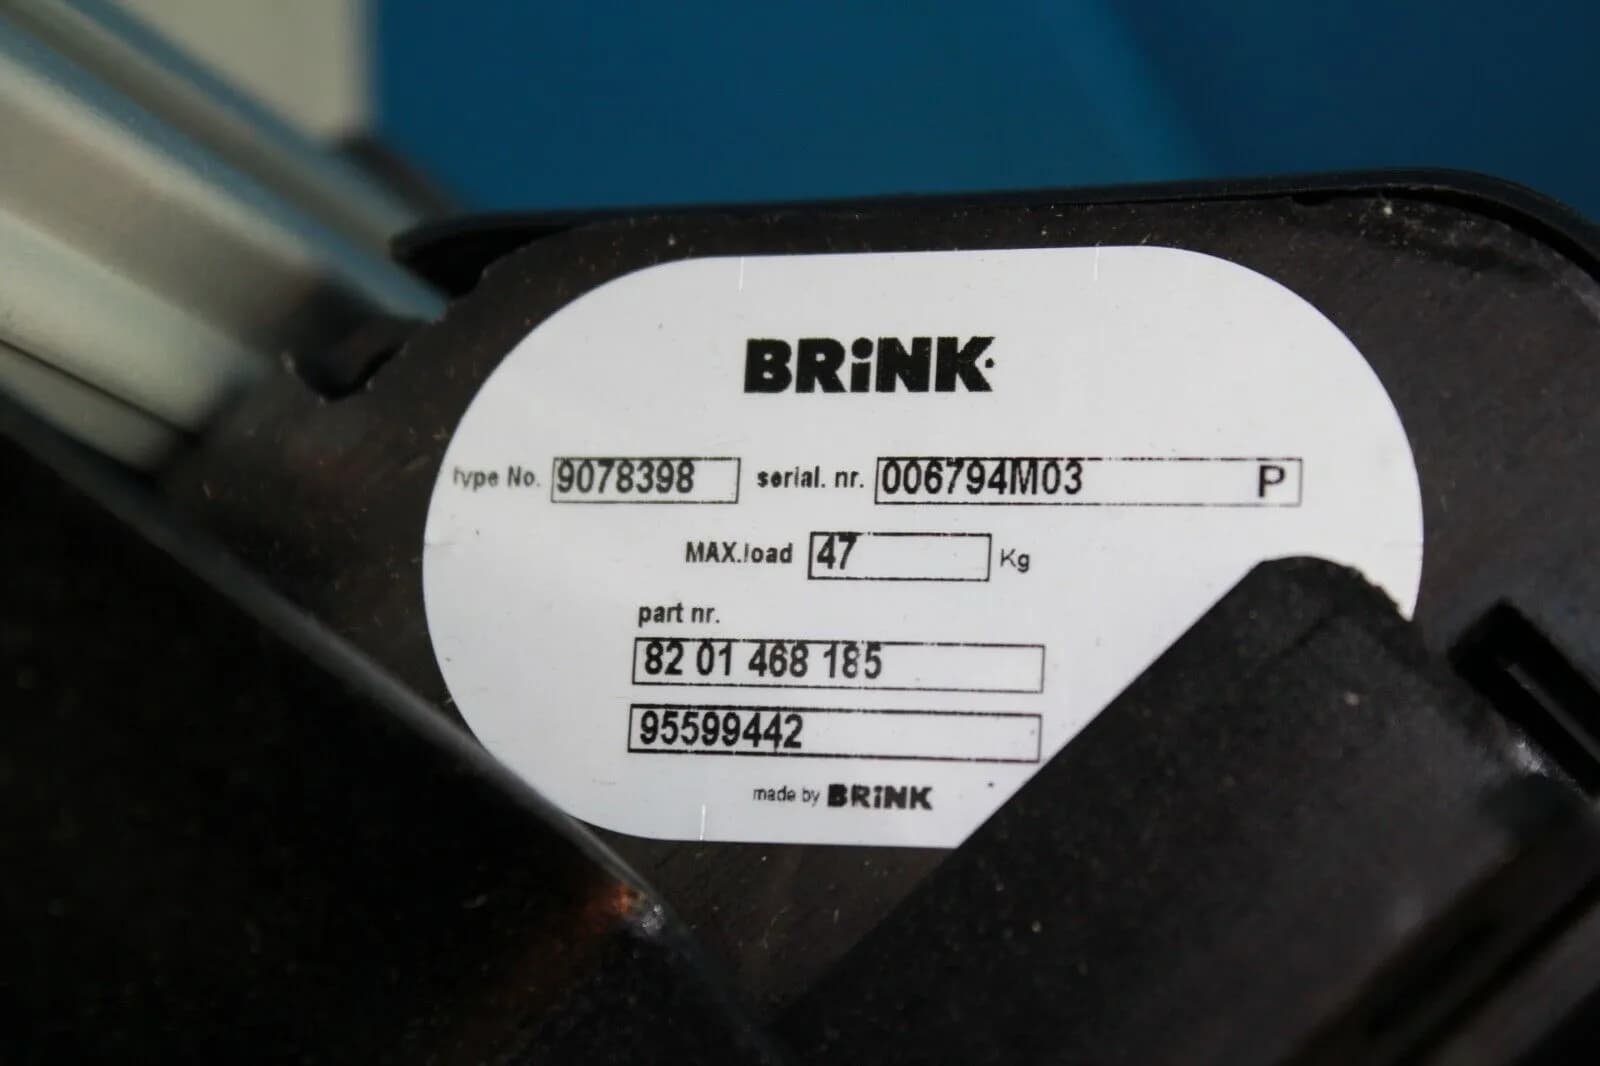 BRiNK
type No. 9078398 serial. nr. 006794M03 P
MAX.load 47 Kg
part nr.
82 01 468 185
95599442
made by BRiNK